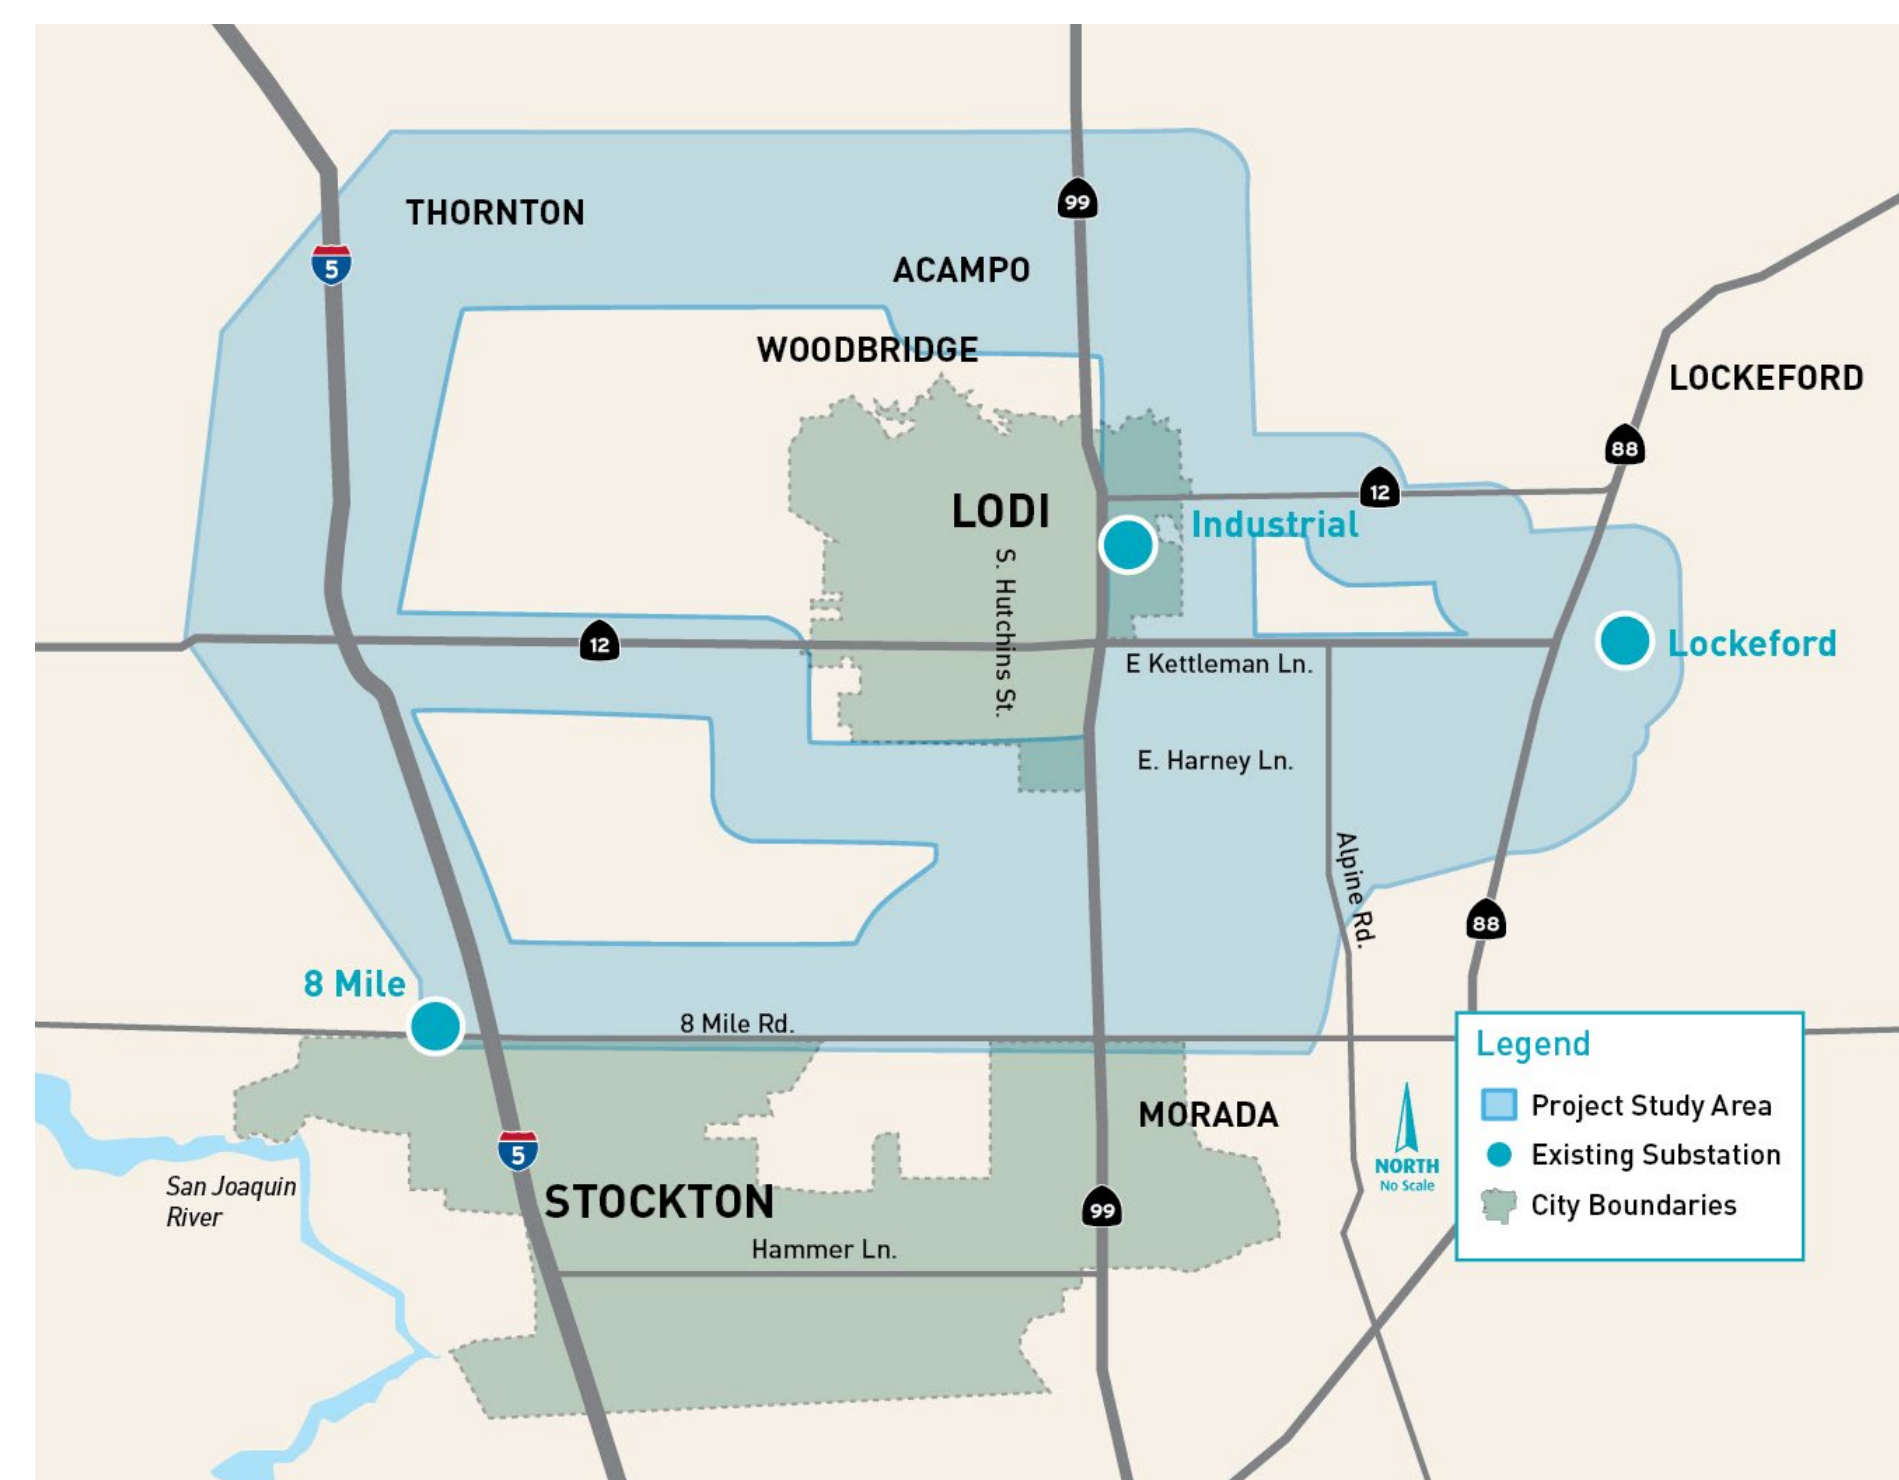 99
THORNTON
5
ACAMPO
WOODBRIDGE
LOCKEFORD
88
12
LODI
Industrial
S. Hutchins St.
12
E Kettleman Ln.
Lockeford
E. Harney Ln.
Alpine Rd.
88
8 Mile
8 Mile Rd.
Legend
Project Study Area
Existing Substation
City Boundaries
MORADA
NORTH
No Scale
5
San Joaquin
River
STOCKTON
99
Hammer Ln.